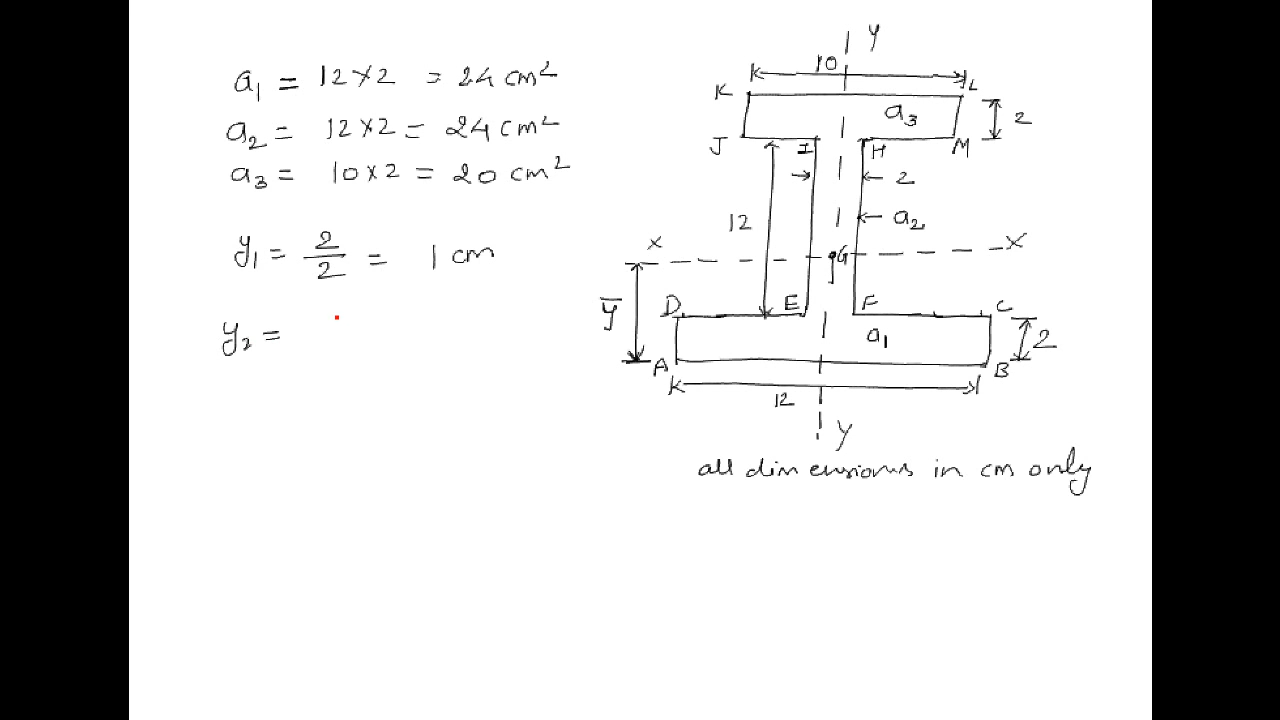 a₁ = 12×2 = 24 cm²
a₂ = 12×2 = 24 cm²
a₃ = 10×2 = 20 cm²
y₁ = 2/2 = 1 cm
y₂ =
Y
10
K
L
a₃
2
J
I
H
M
2
12
a₂
X
G
X
ȳ
D
E
F
C
a₁
2
A
B
12
Y
all dimensions in cm only